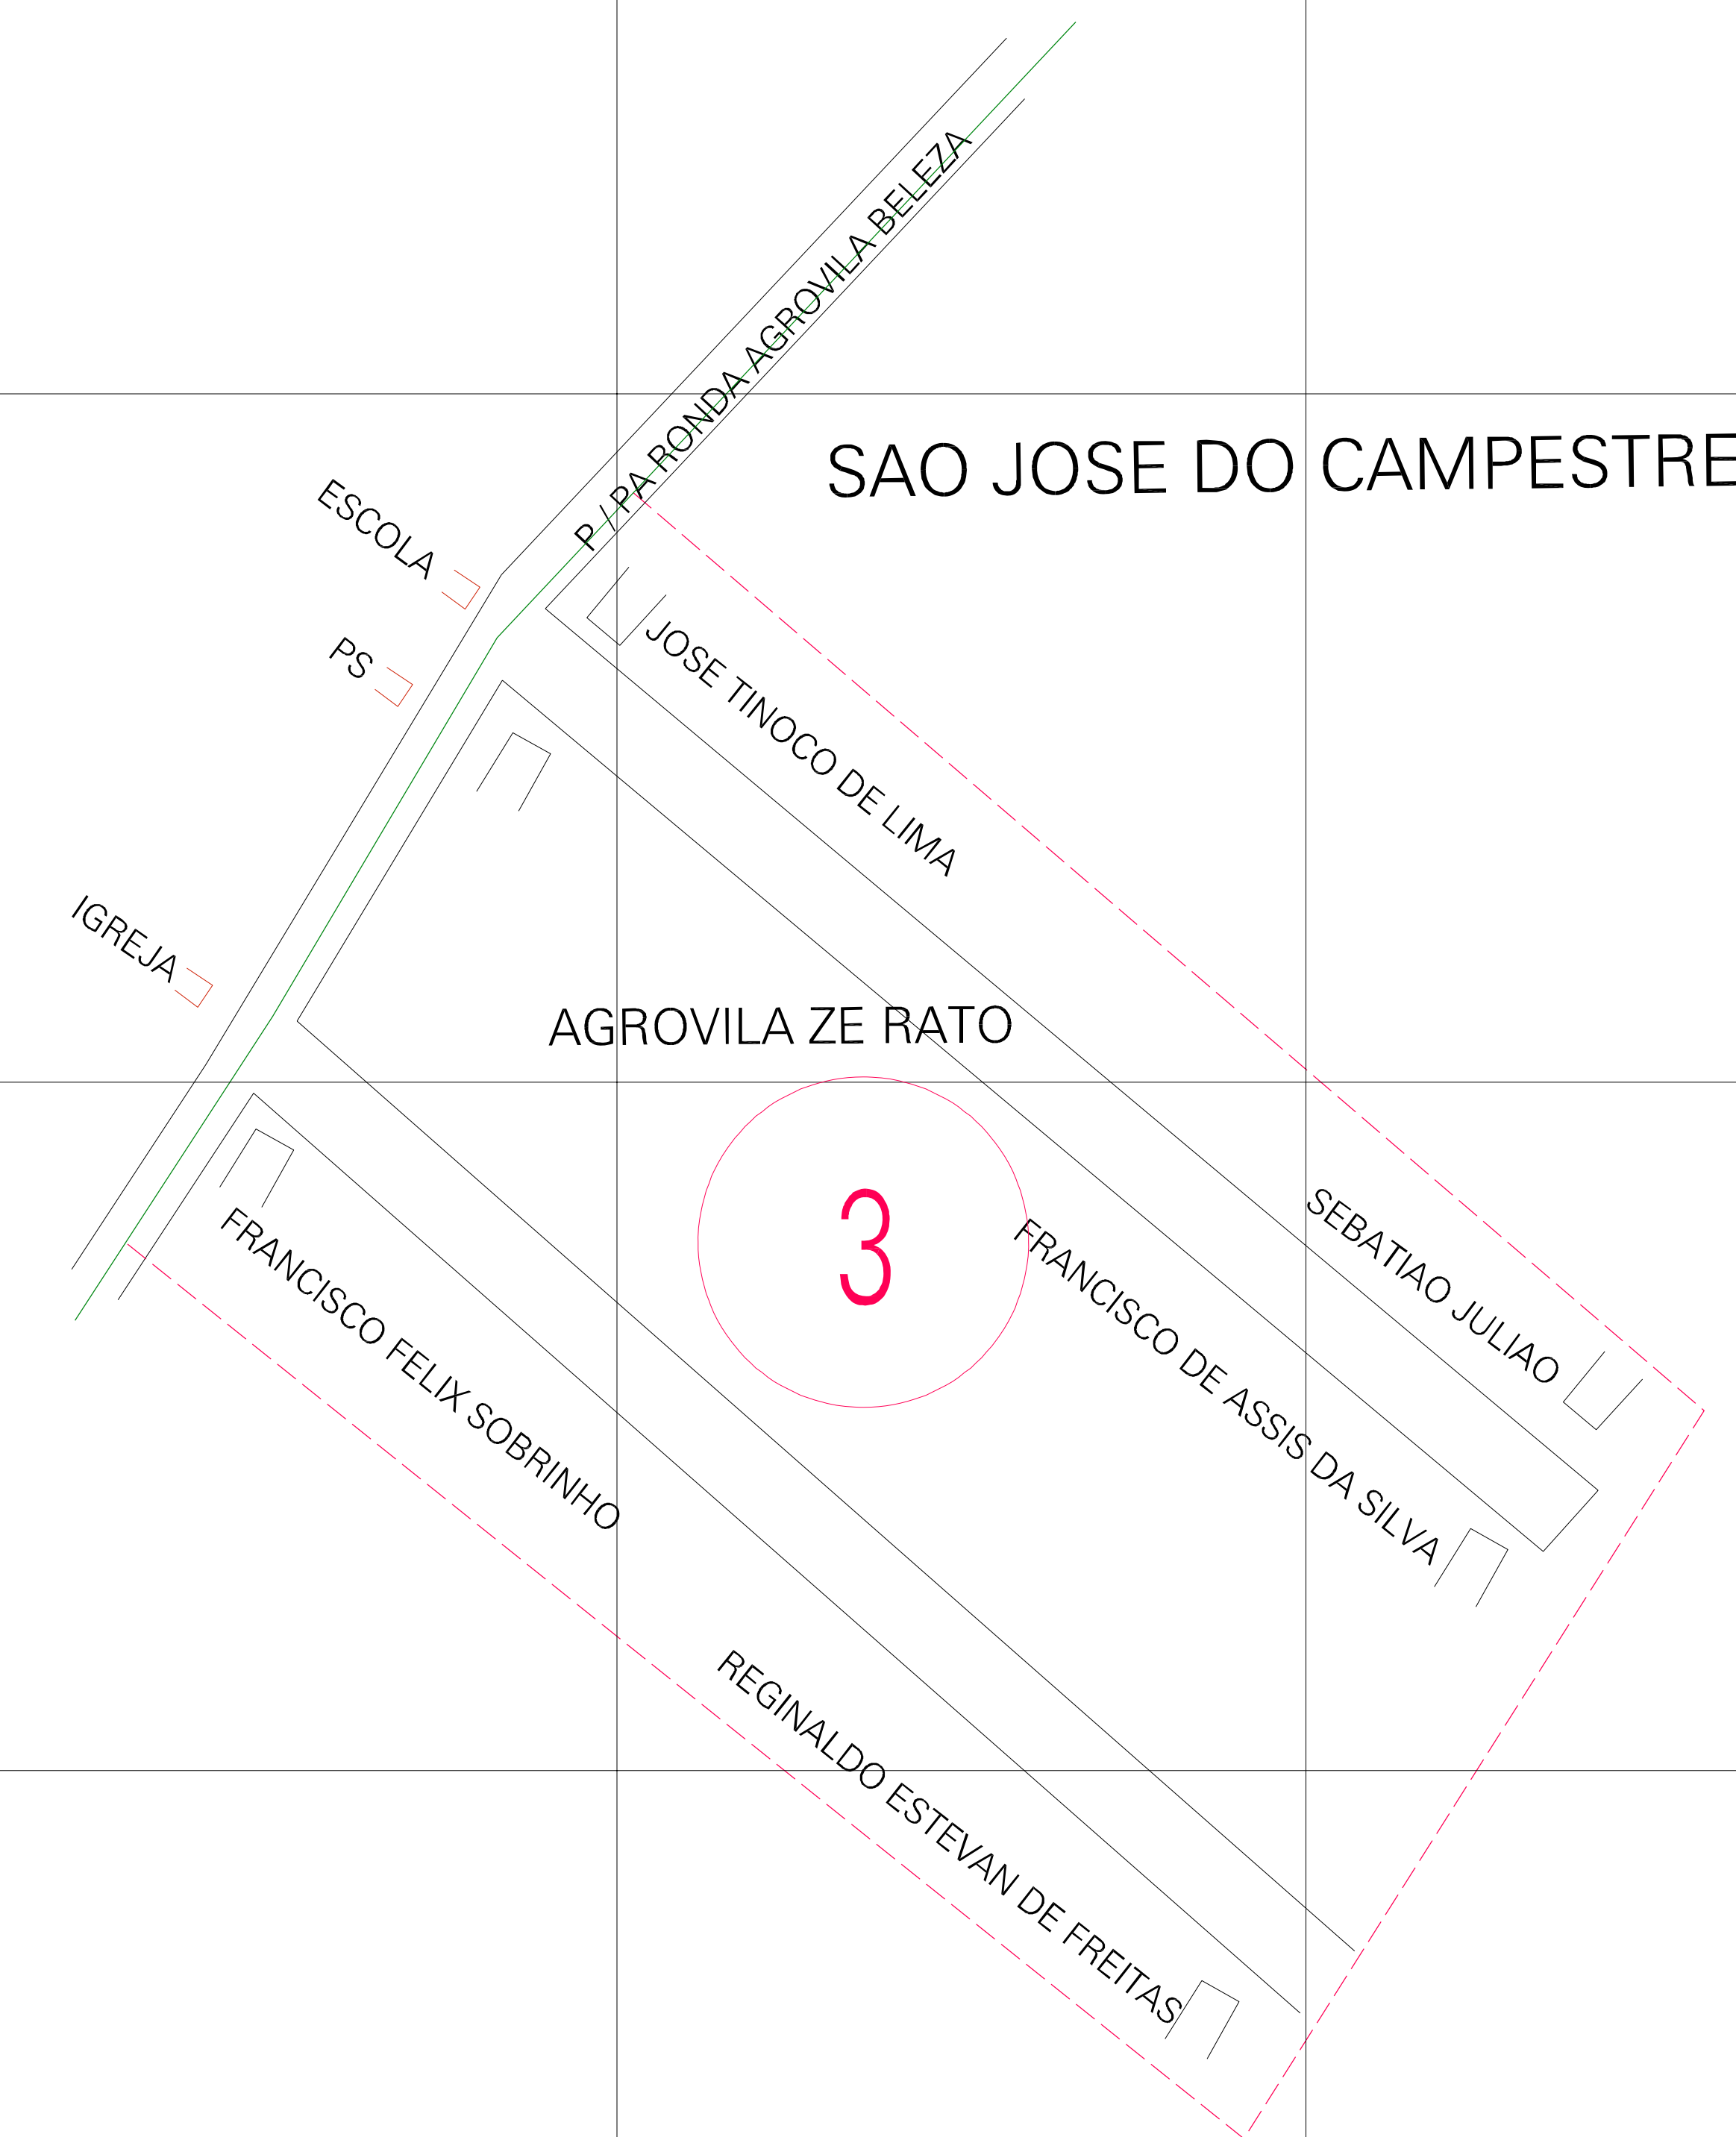 P / PA RONDA AGROVILA BELEZA
SAO JOSE DO CAMPESTRE
ESCOLA
PS
JOSE TINOCO DE LIMA
IGREJA
AGROVILA ZE RATO
3
SEBATIAO JULIAO
FRANCISCO DE ASSIS DA SILVA
FRANCISCO FELIX SOBRINHO
REGINALDO ESTEVAN DE FREITAS